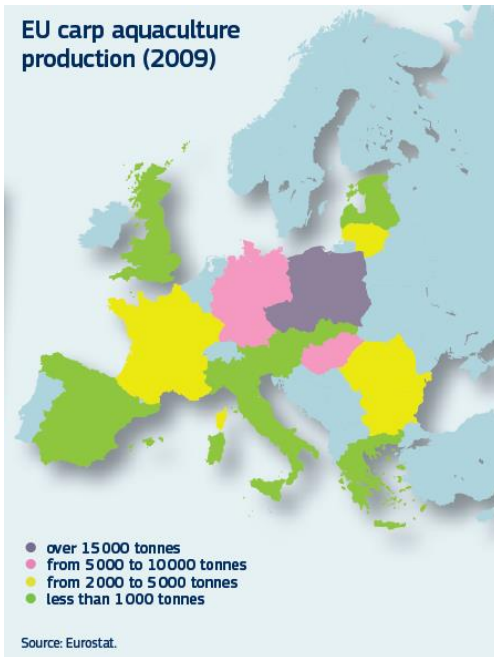 EU carp aquaculture
production (2009)
over 15 000 tonnes
from 5 000 to 10 000 tonnes
from 2 000 to 5 000 tonnes
less than 1 000 tonnes
Source: Eurostat.